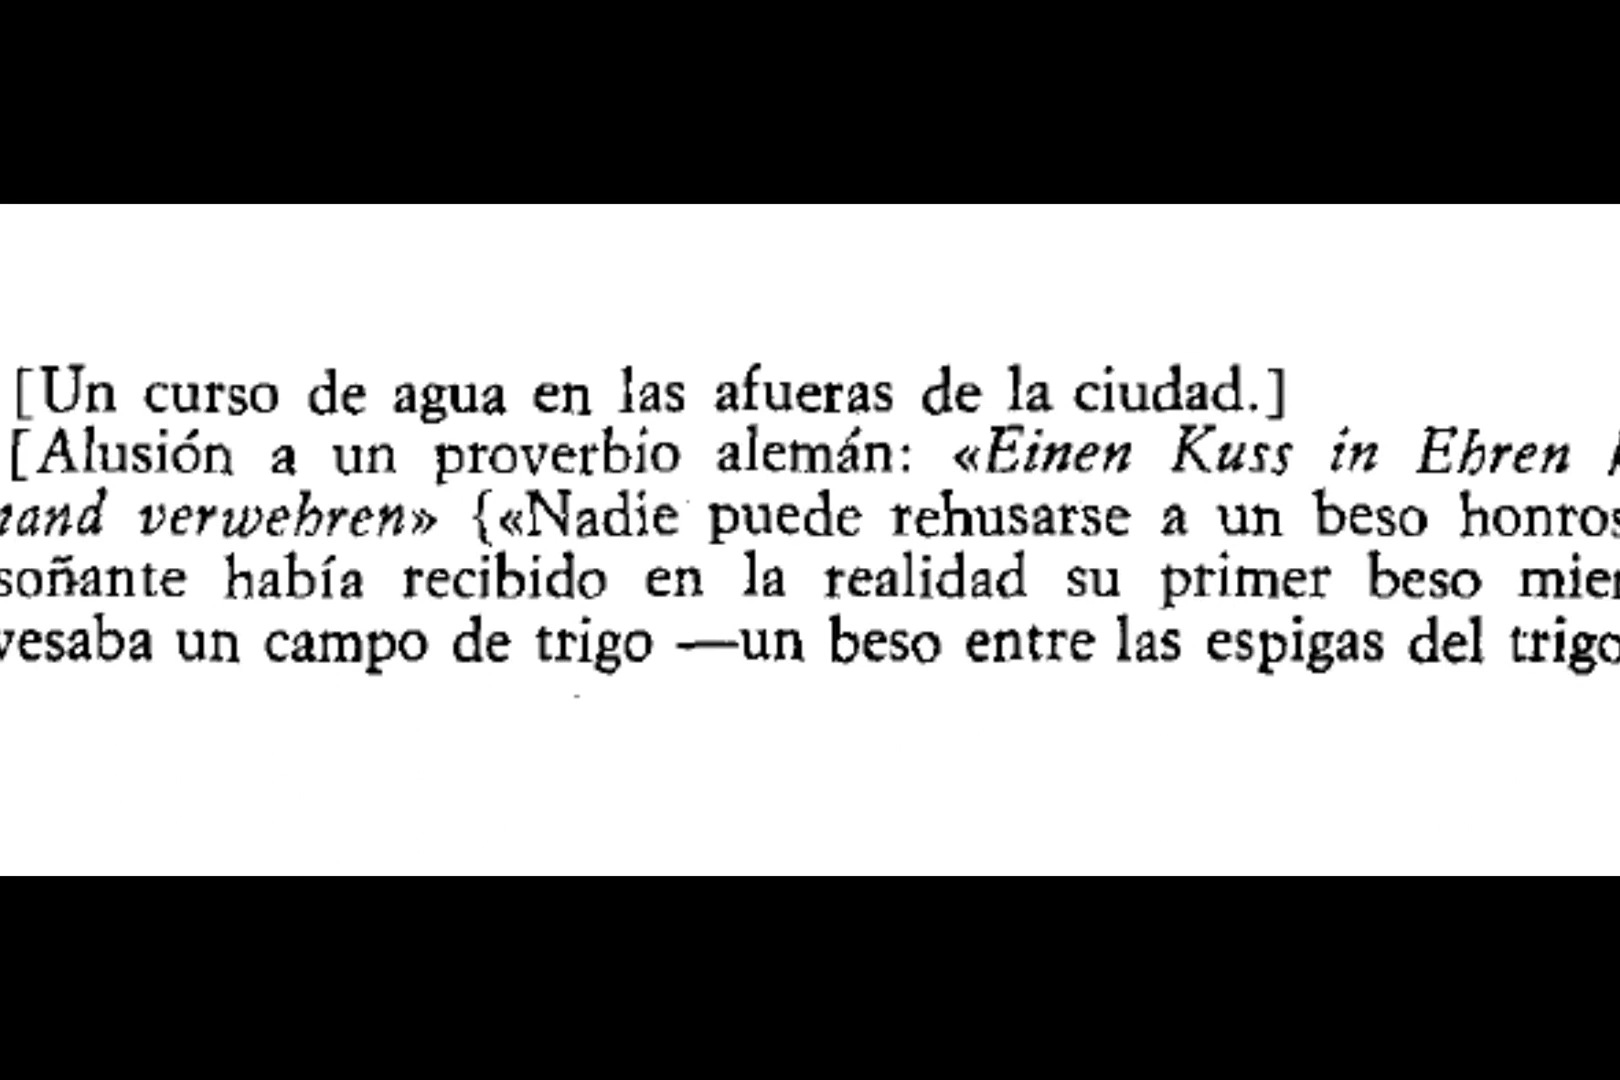 [Un curso de agua en las afueras de la ciudad.]
[Alusión a un proverbio alemán: «Einen Kuss in Ehren
verwehren» {«Nadie puede rehusarse a un beso
soñante había recibido en la realidad su primer beso
un campo de trigo —un beso entre las espigas del trigo